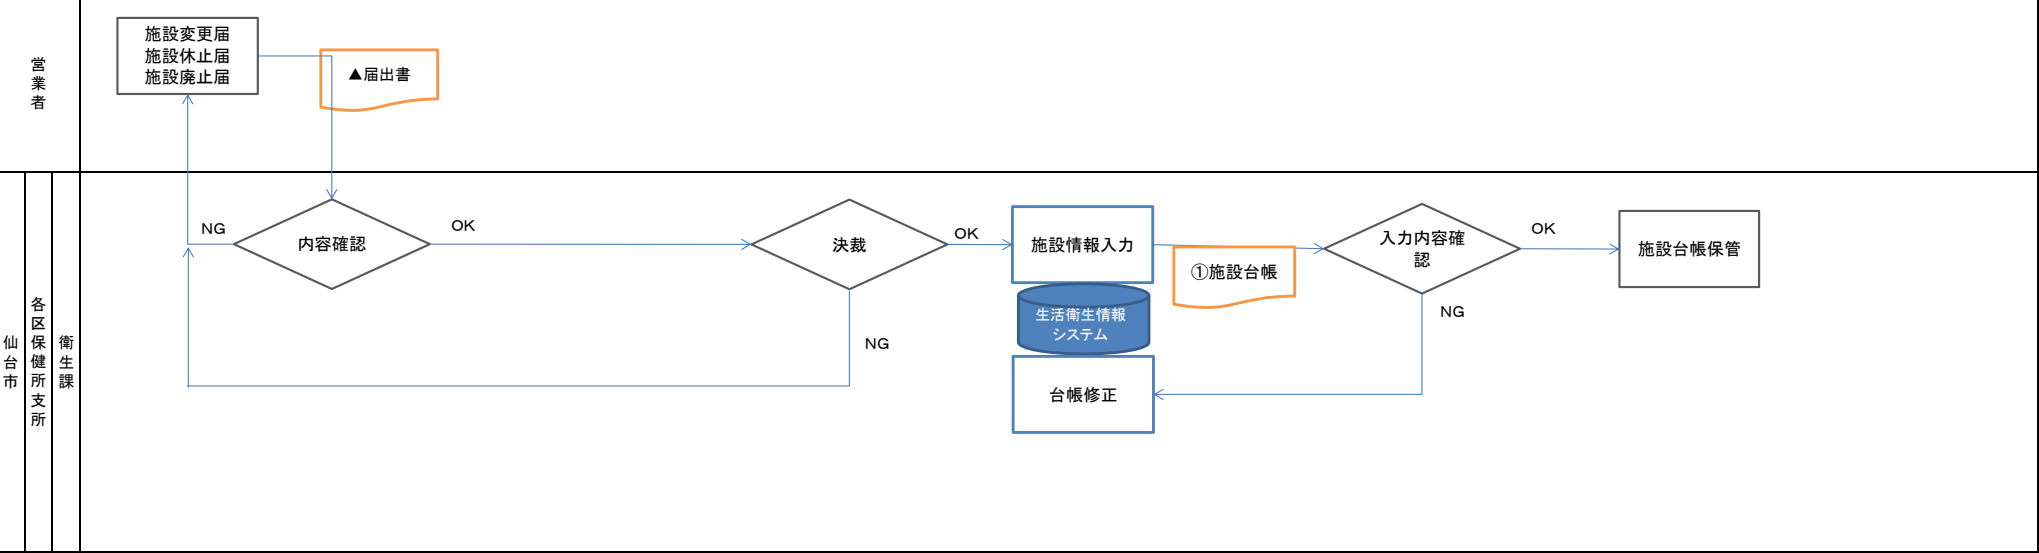 営業者
施設変更届
施設休止届
施設廃止届
▲届出書
仙台市
各区保健所支所
衛生課
NG
内容確認
OK
決裁
OK
NG
施設情報入力
生活衛生情報
システム
台帳修正
①施設台帳
入力内容確
認
OK
NG
施設台帳保管